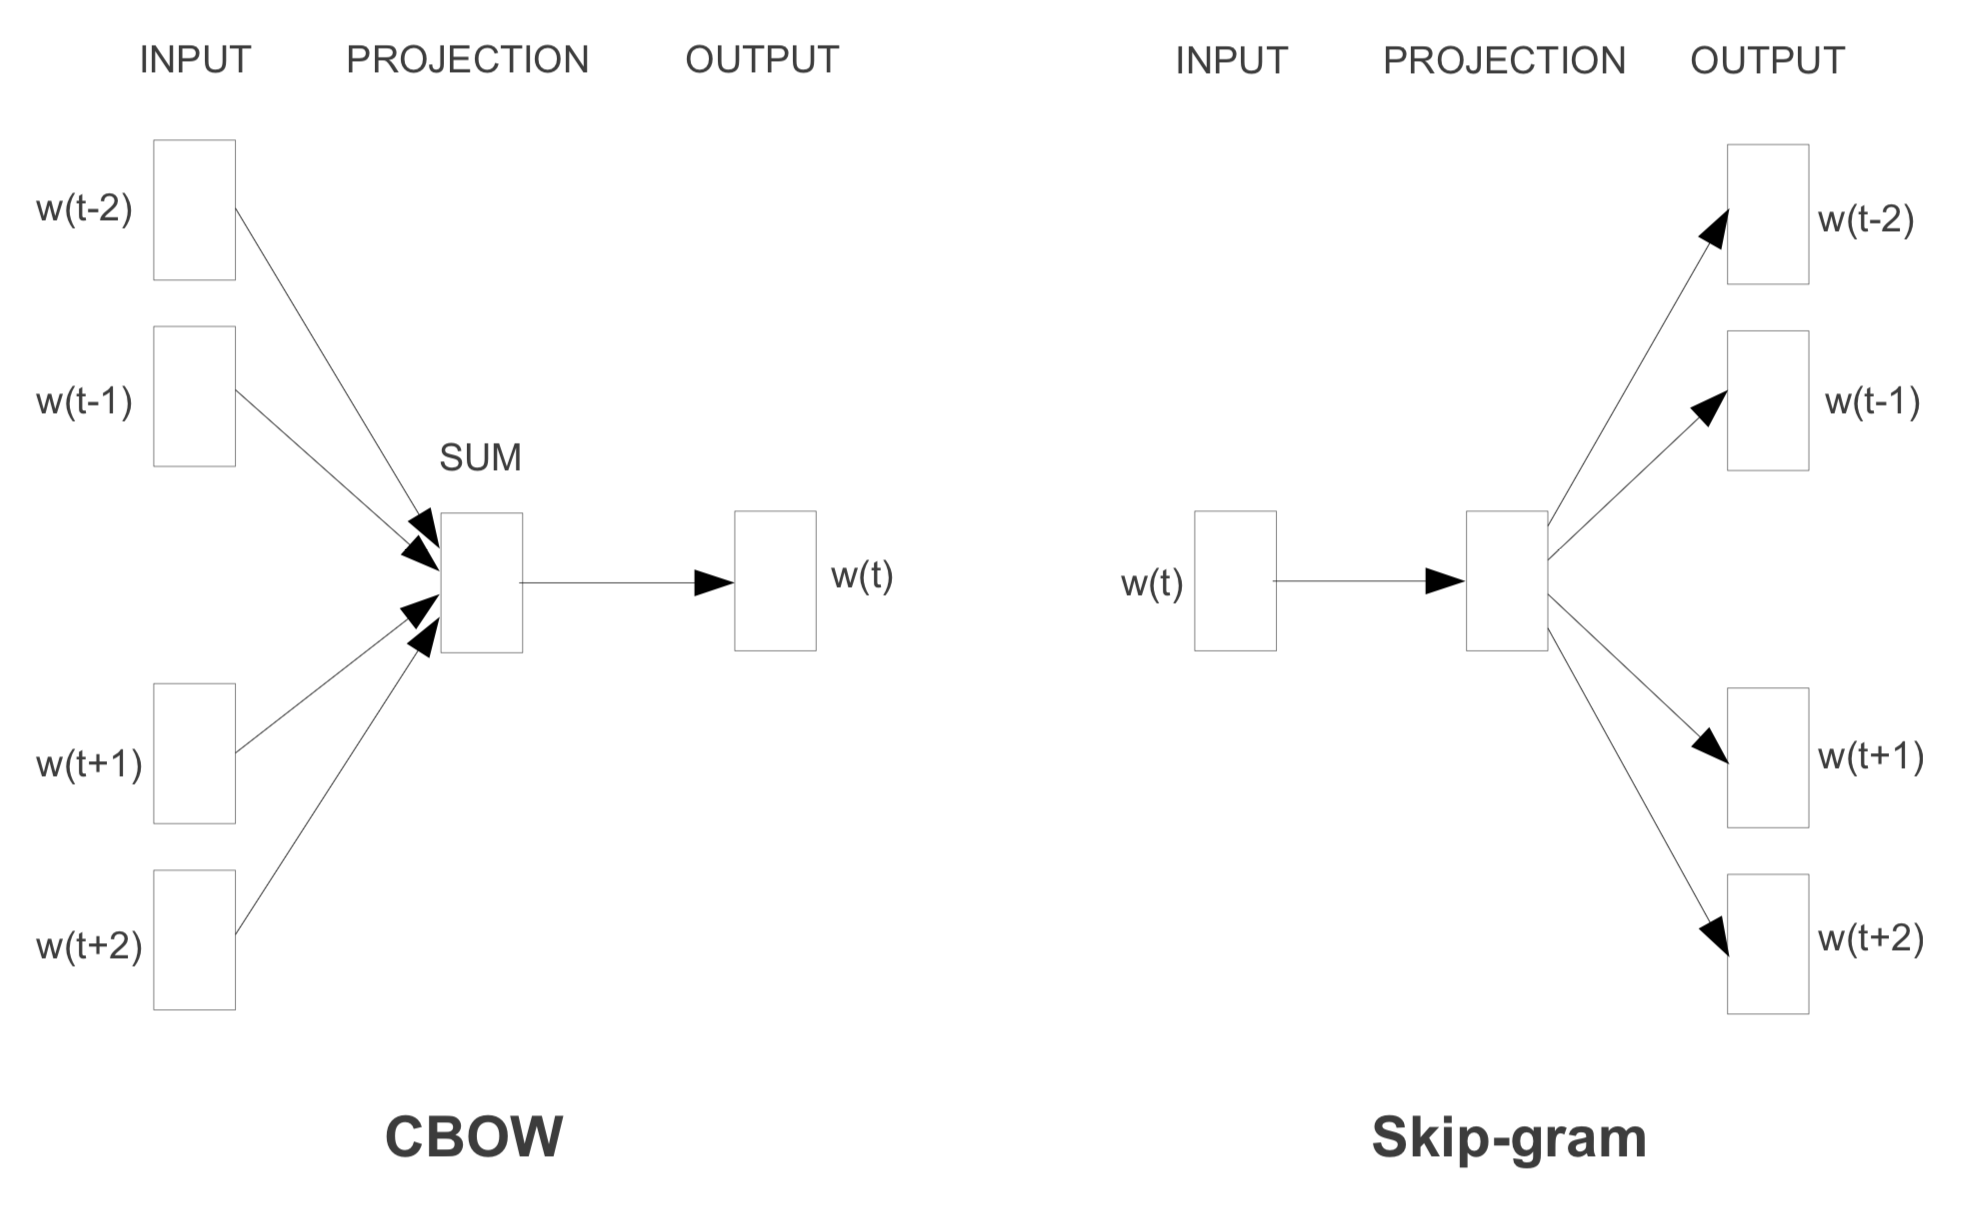 INPUT PROJECTION OUTPUT
w(t-2)
w(t-1)
SUM
w(t)
w(t+1)
w(t+2)
CBOW
INPUT PROJECTION OUTPUT
w(t-2)
w(t-1)
w(t)
w(t+1)
w(t+2)
Skip-gram